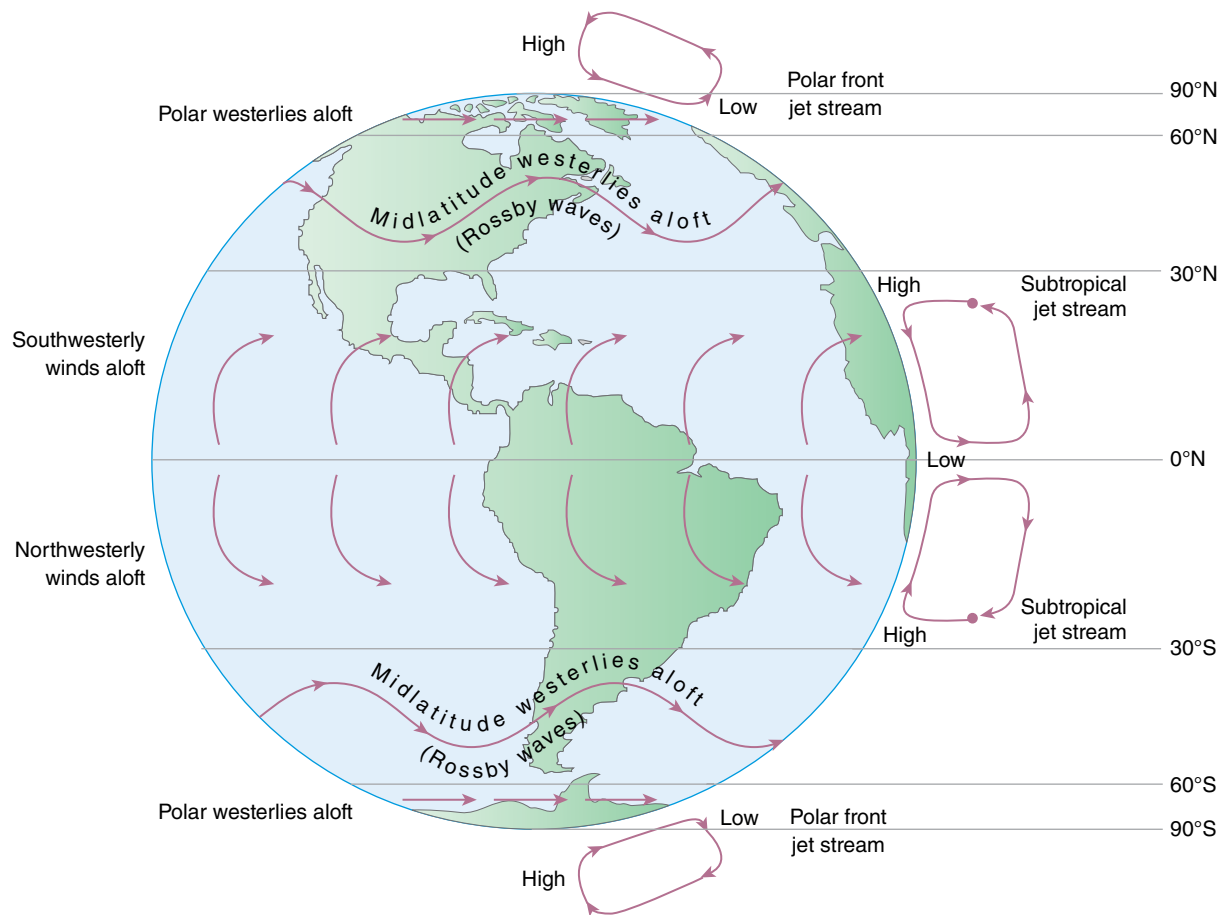 High
Polar front
jet stream
Low
90°N
Polar westerlies aloft
60°N
Midlatitude westerlies aloft
(Rossby waves)
30°N
High
Subtropical
jet stream
Southwesterly
winds aloft
Low
0°N
Northwesterly
winds aloft
High
Subtropical
jet stream
30°S
Midlatitude westerlies aloft
(Rossby waves)
60°S
Polar westerlies aloft
Low
Polar front
jet stream
90°S
High